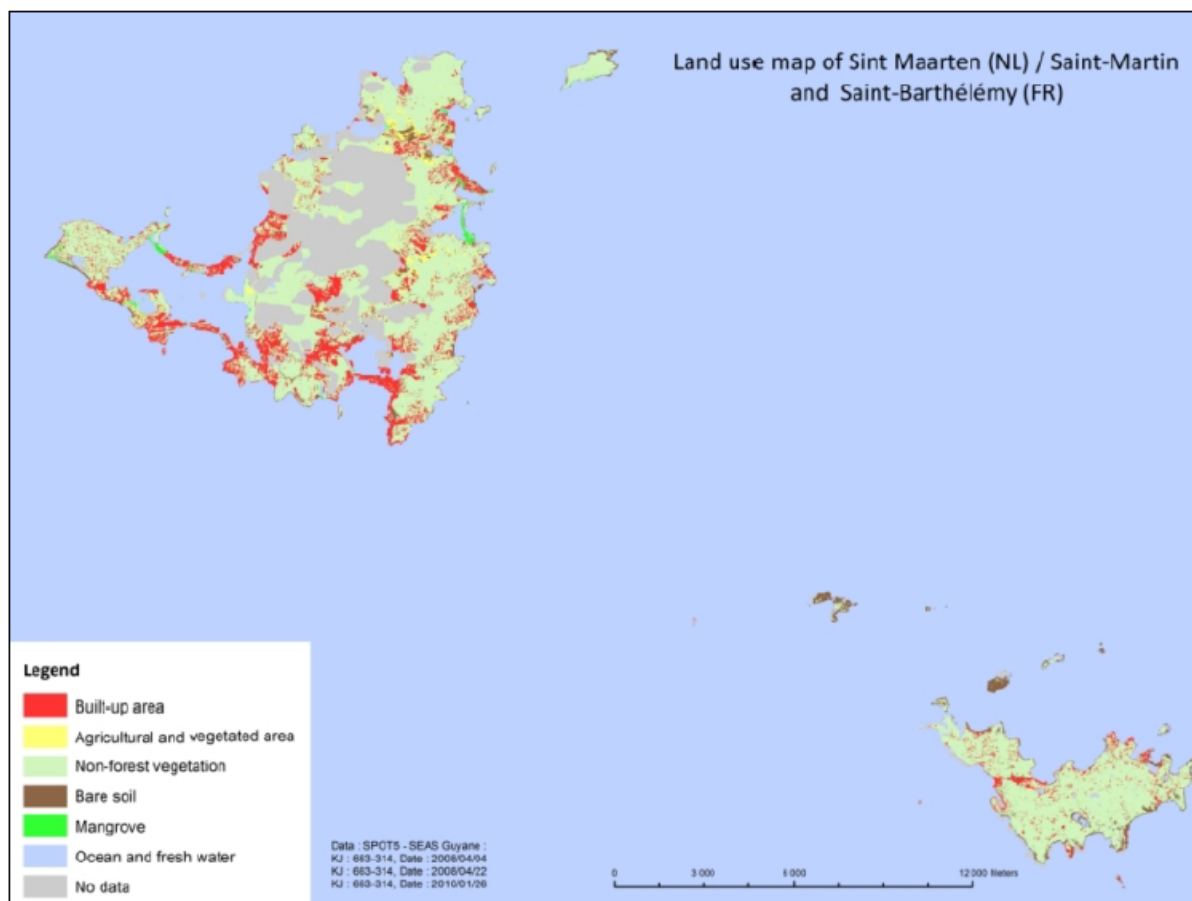 Land use map of Sint Maarten (NL) / Saint-Martin
and Saint-Barthélémy (FR)
Legend
Built-up area
Agricultural and vegetated area
Non-forest vegetation
Bare soil
Mangrove
Ocean and fresh water
No data
Data : SPOT5 - SEAS Guyane :
KJ : 663-314, Date : 2008/04/04
KJ : 663-314, Date : 2008/04/22
KJ : 663-314, Date : 2010/01/26
0 3 000 6 000 12 000 Meters